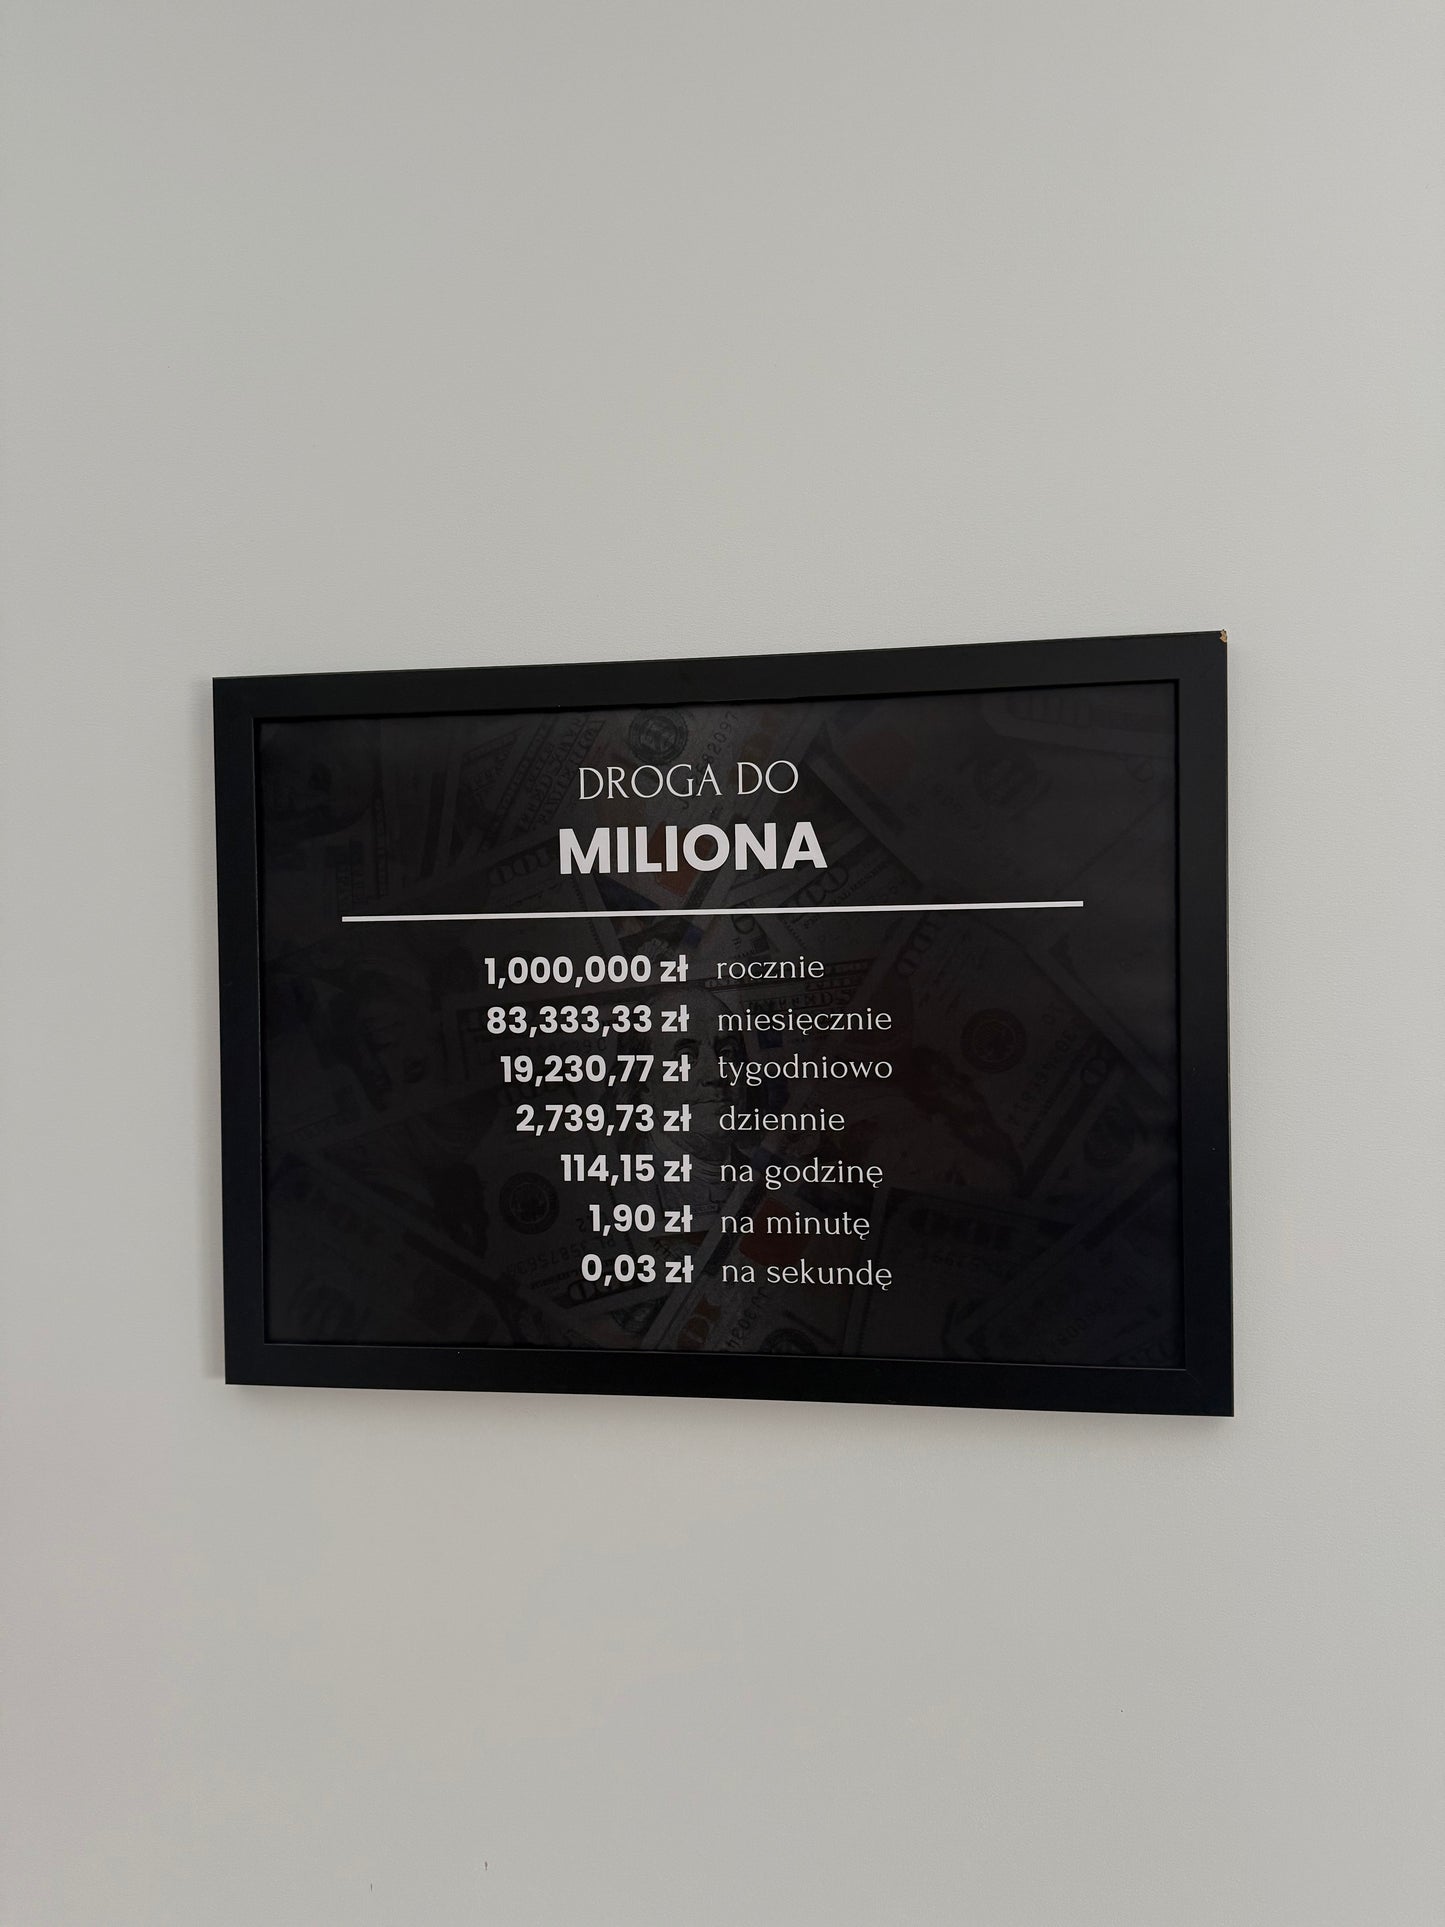 DROGA DO
MILIONA
1,000,000 zł rocznie
83,333,33 zł miesięcznie
19,230,77 zł tygodniowo
2,739,73 zł dziennie
114,15 zł na godzinę
1,90 zł na minutę
0,03 zł na sekundę